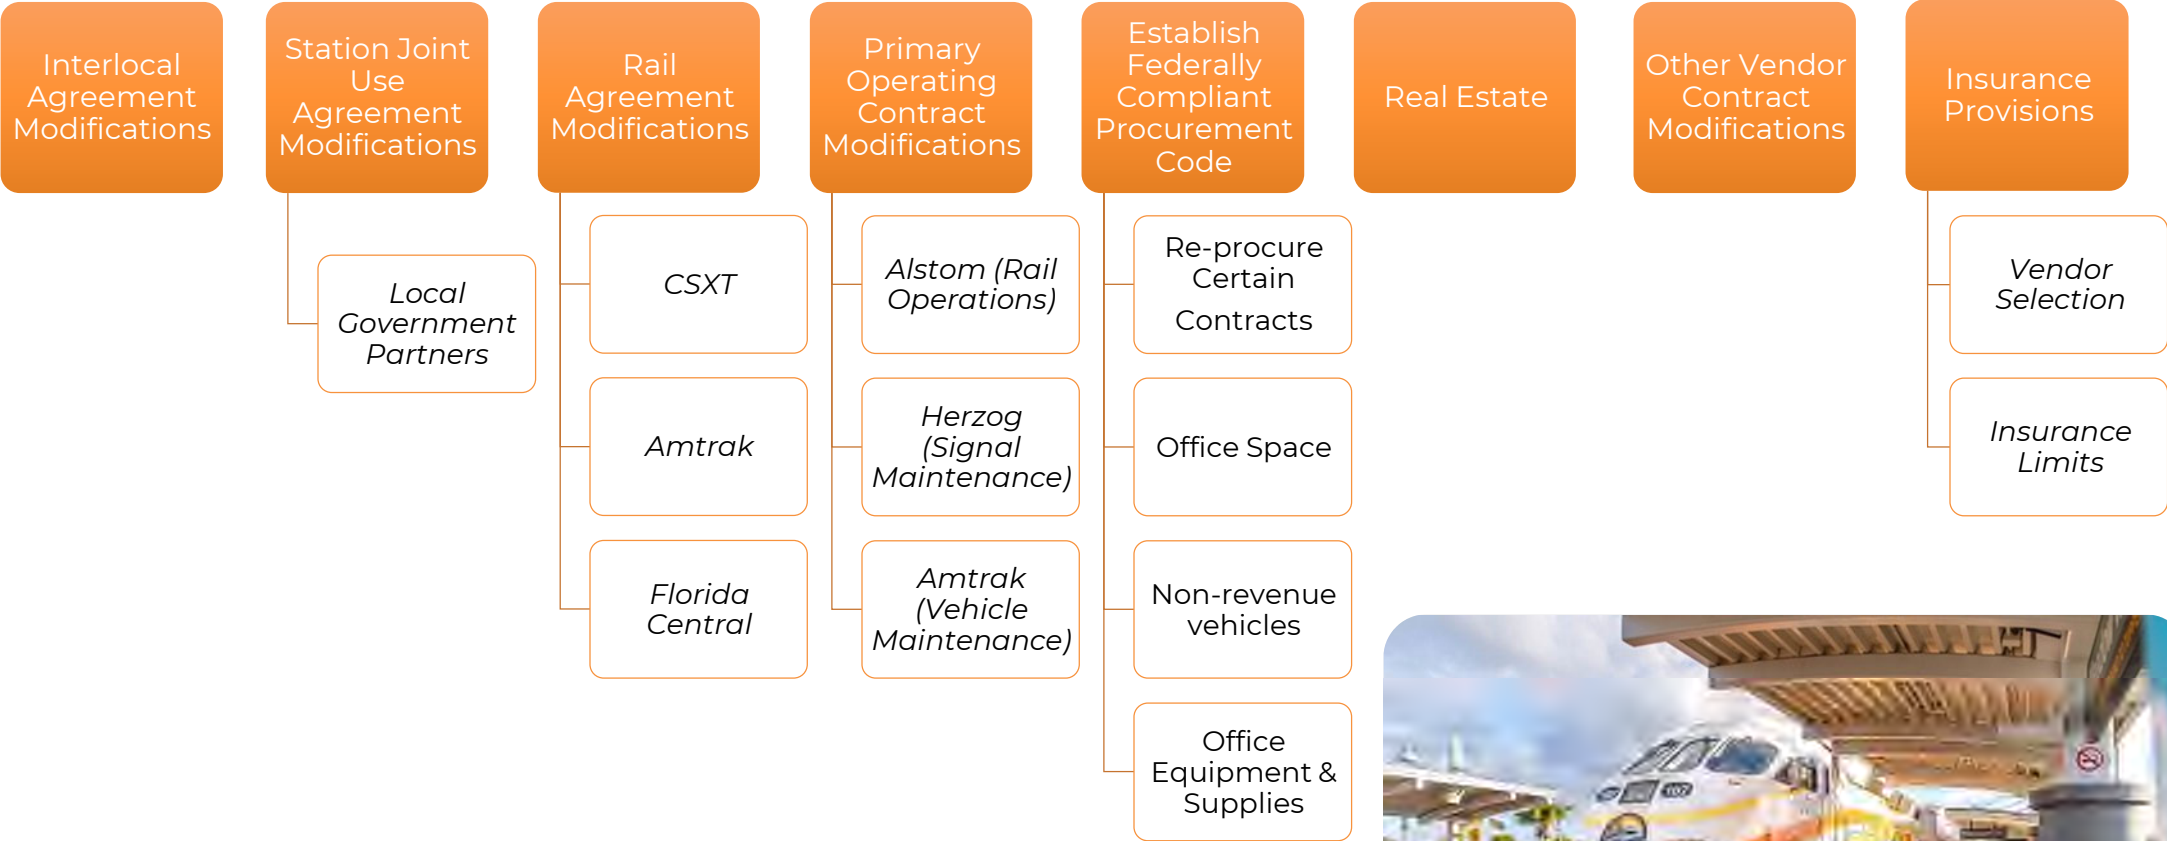 Interlocal
Agreement
Modifications
Station Joint
Use
Agreement
Modifications
Local
Government
Partners
Rail
Agreement
Modifications
CSXT
Amtrak
Florida
Central
Primary
Operating
Contract
Modifications
Alstom (Rail
Operations)
Herzog
(Signal
Maintenance)
Amtrak
(Vehicle
Maintenance)
Establish
Federally
Compliant
Procurement
Code
Re-procure
Certain
Contracts
Office Space
Non-revenue
vehicles
Office
Equipment &
Supplies
Real Estate
Other Vendor
Contract
Modifications
Insurance
Provisions
Vendor
Selection
Insurance
Limits
107